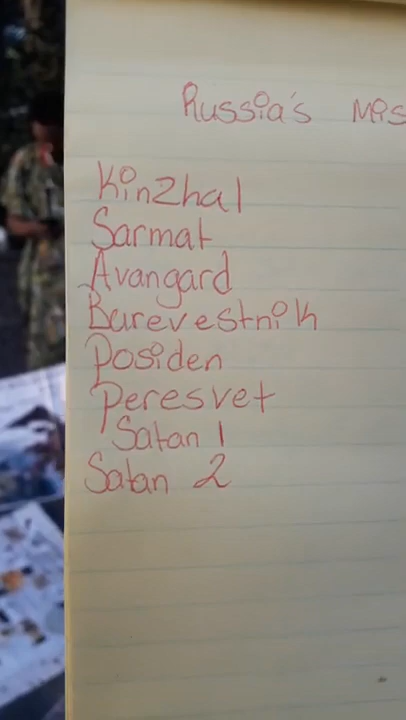 Russia's Mis
Kinzhal
Sarmat
Avangard
Burevestnik
Posiden
Peresvet
Satan 1
Satan 2